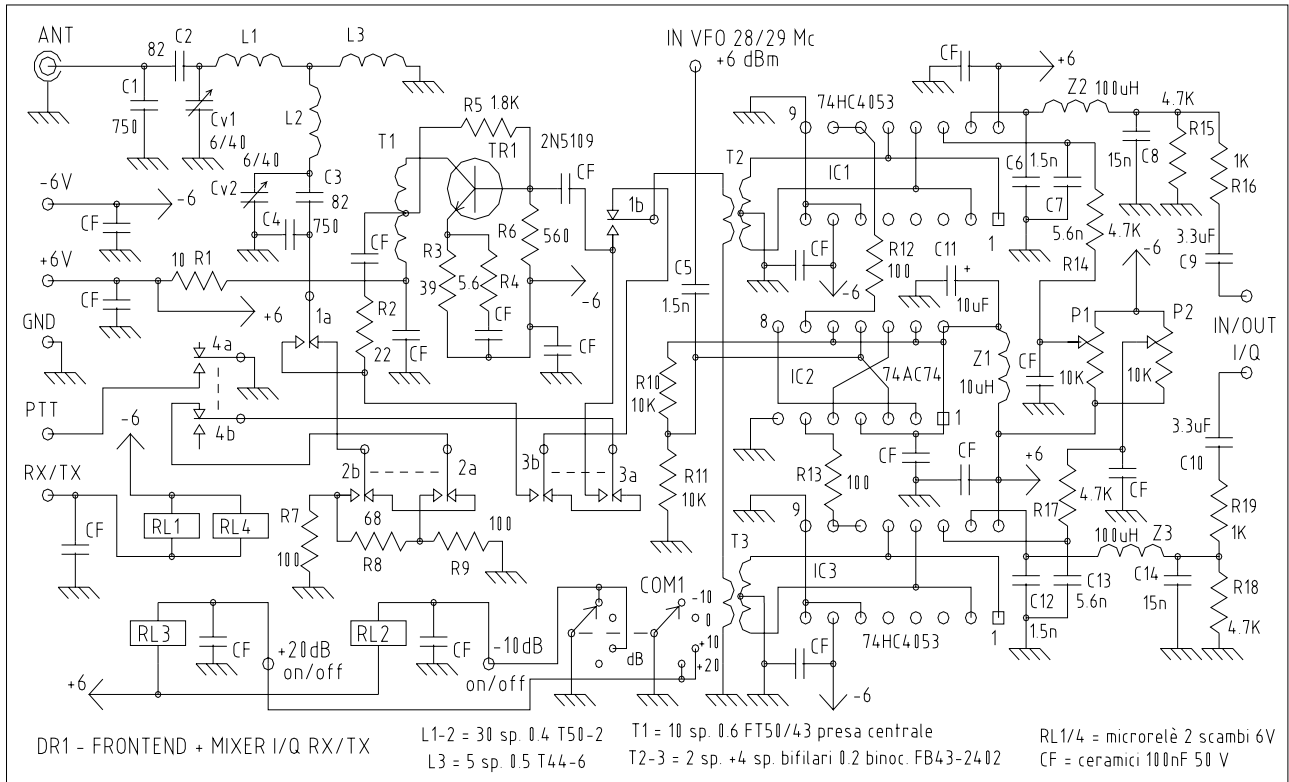 ANT
C2
82
L1
L3
IN VFO 28/29 Mc
+6 dBm
CF
+6
C1
750
Cv1
6/40
L2
R5 1.8K
2N5109
T1
TR1
CF
9
74HC4053
Z2 100uH
4.7K
R15
C8
15n
1K
R16
T2
IC1
C6
1.5n
C7
5.6n
6/40
Cv2
C3
82
C4
750
-6V
-6
CF
1b
R6
560
CF
R3
39
5.6
R4
CF
-6
CF
R12
100
C11
+
10uF
1
4.7K
R14
3.3uF
C9
+6V
10
R1
CF
+6
R2
22
CF
CF
C5
1.5n
-6
-6
GND
1a
4a
4b
PTT
8
IC2
74AC74
Z1
10uH
P1
10K
P2
10K
CF
IN/OUT
I/Q
R10
10K
1
R11
10K
-6
RX/TX
2b
2a
3b
3a
R13
100
CF
CF
+6
3.3uF
C10
4.7K
R17
CF
R19
1K
CF
RL1
RL4
R7
100
68
R8
R9
100
9
T3
IC3
100uH
Z3
C12
1.5n
C13
5.6n
C14
15n
R18
4.7K
RL3
CF
+20dB
on/off
RL2
CF
-10dB
on/off
COM1
-10
0
+10
+20
dB
CF
74HC4053
1
+6
-6
DR1 - FRONTEND + MIXER I/Q RX/TX
L1-2 = 30 sp. 0.4 T50-2
L3 = 5 sp. 0.5 T44-6
T1 = 10 sp. 0.6 FT50/43 presa centrale
T2-3 = 2 sp. +4 sp. bifilari 0.2 binoc. FB43-2402
RL1/4 = microrelè 2 scambi 6V
CF = ceramici 100nF 50 V